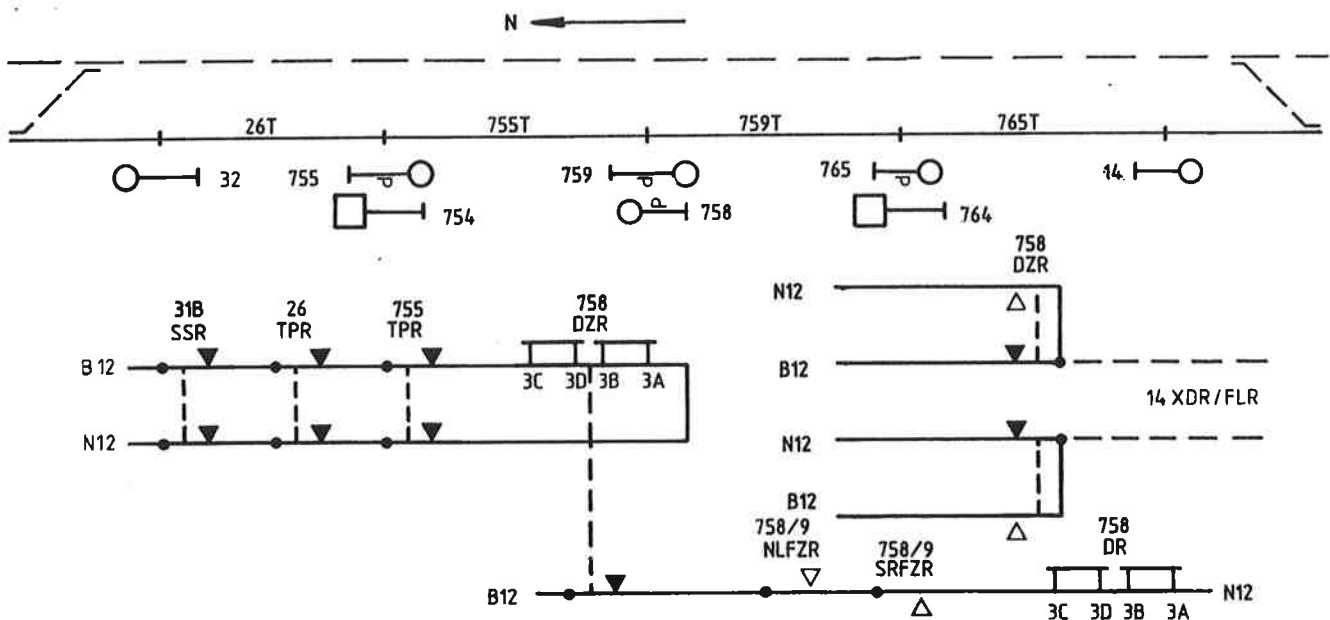 N
26T 755T 759T 765T
32 755 d 759 d 765 d 14.
754 P 758 764
758
DZR
N12
31B 26 755 758
SSR TPR TPR DZR
B 12
3C 3D 3B 3A
B12
14 XDR/FLR
N12
N12
B12
758/9
NLFZR
758/9
SRFZR
758
DR
B12
N12
3C 3D 3B 3A